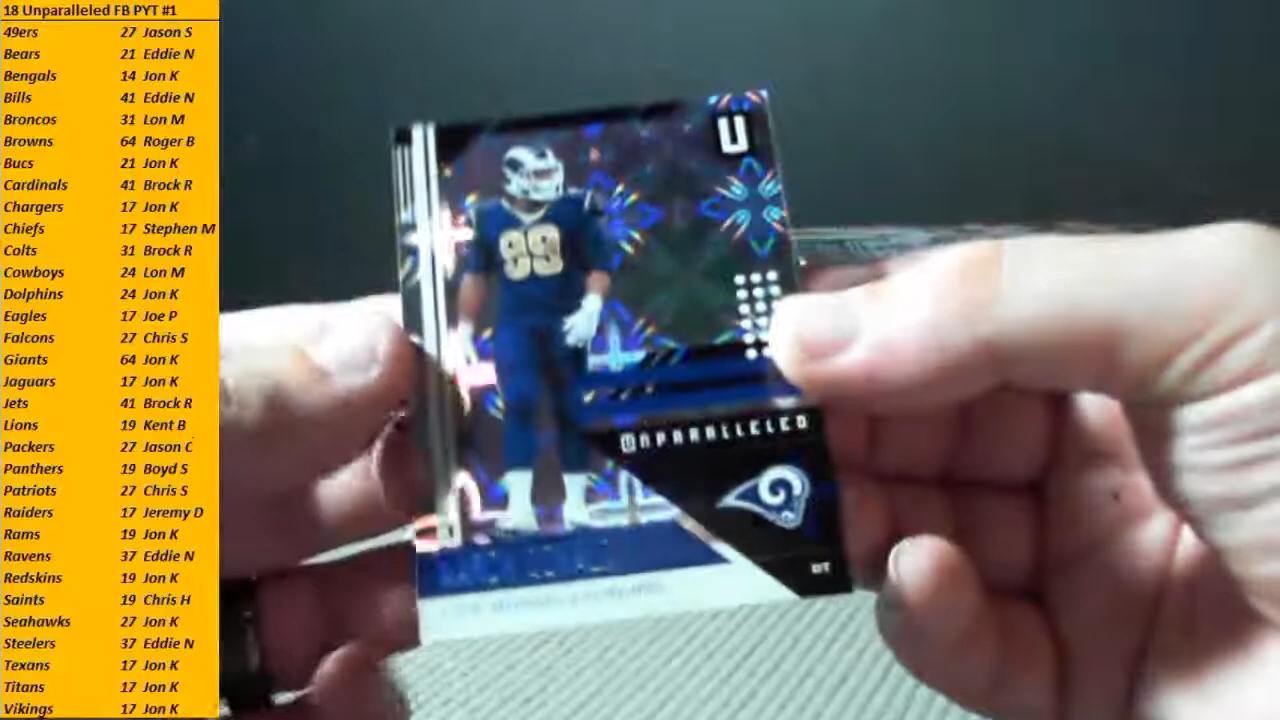 18 Unparalleled FB PYT #1
49ers 27 Jason S
Bears 21 Eddie N
Bengals 14 Jon K
Bills 41 Eddie N
Broncos 31 Lon M
Browns 64 Roger B
Bucs 21 Jon K
Cardinals 41 Brock R
Chargers 17 Jon K
Chiefs 17 Stephen M
Colts 31 Brock R
Cowboys 24 Lon M
Dolphins 24 Jon K
Eagles 17 Joe P
Falcons 27 Chris S
Giants 64 Jon K
Jaguars 17 Jon K
Jets 41 Brock R
Lions 19 Kent B
Packers 27 Jason C
Panthers 19 Boyd S
Patriots 27 Chris S
Raiders 17 Jeremy D
Rams 19 Jon K
Ravens 37 Eddie N
Redskins 19 Jon K
Saints 19 Chris H
Seahawks 27 Jon K
Steelers 37 Eddie N
Texans 17 Jon K
Titans 17 Jon K
Vikings 17 Jon K
U
99
UNPARALLELED
DT